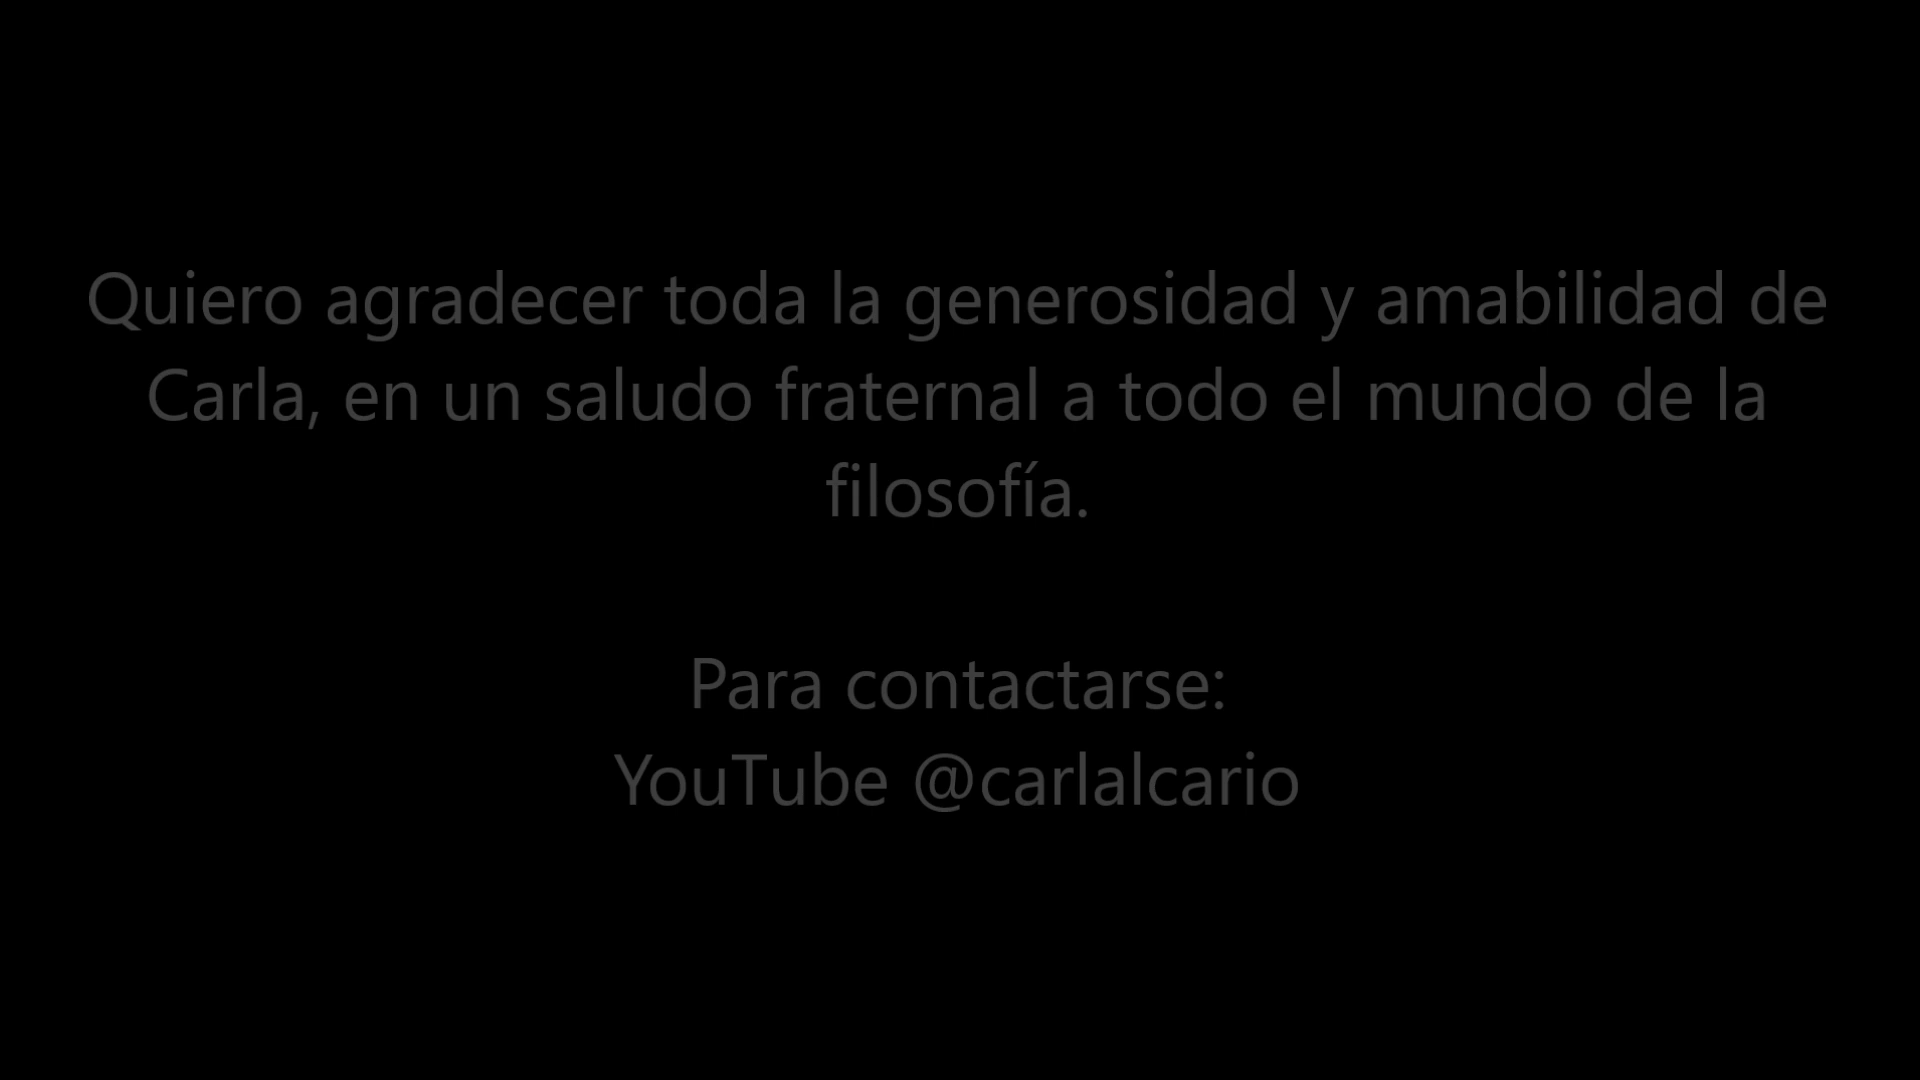 Quiero agradecer toda la generosidad y amabilidad de
Carla, en un saludo fraternal a todo el mundo de la
filosofía.
Para contactarse:
YouTube @carlalcario